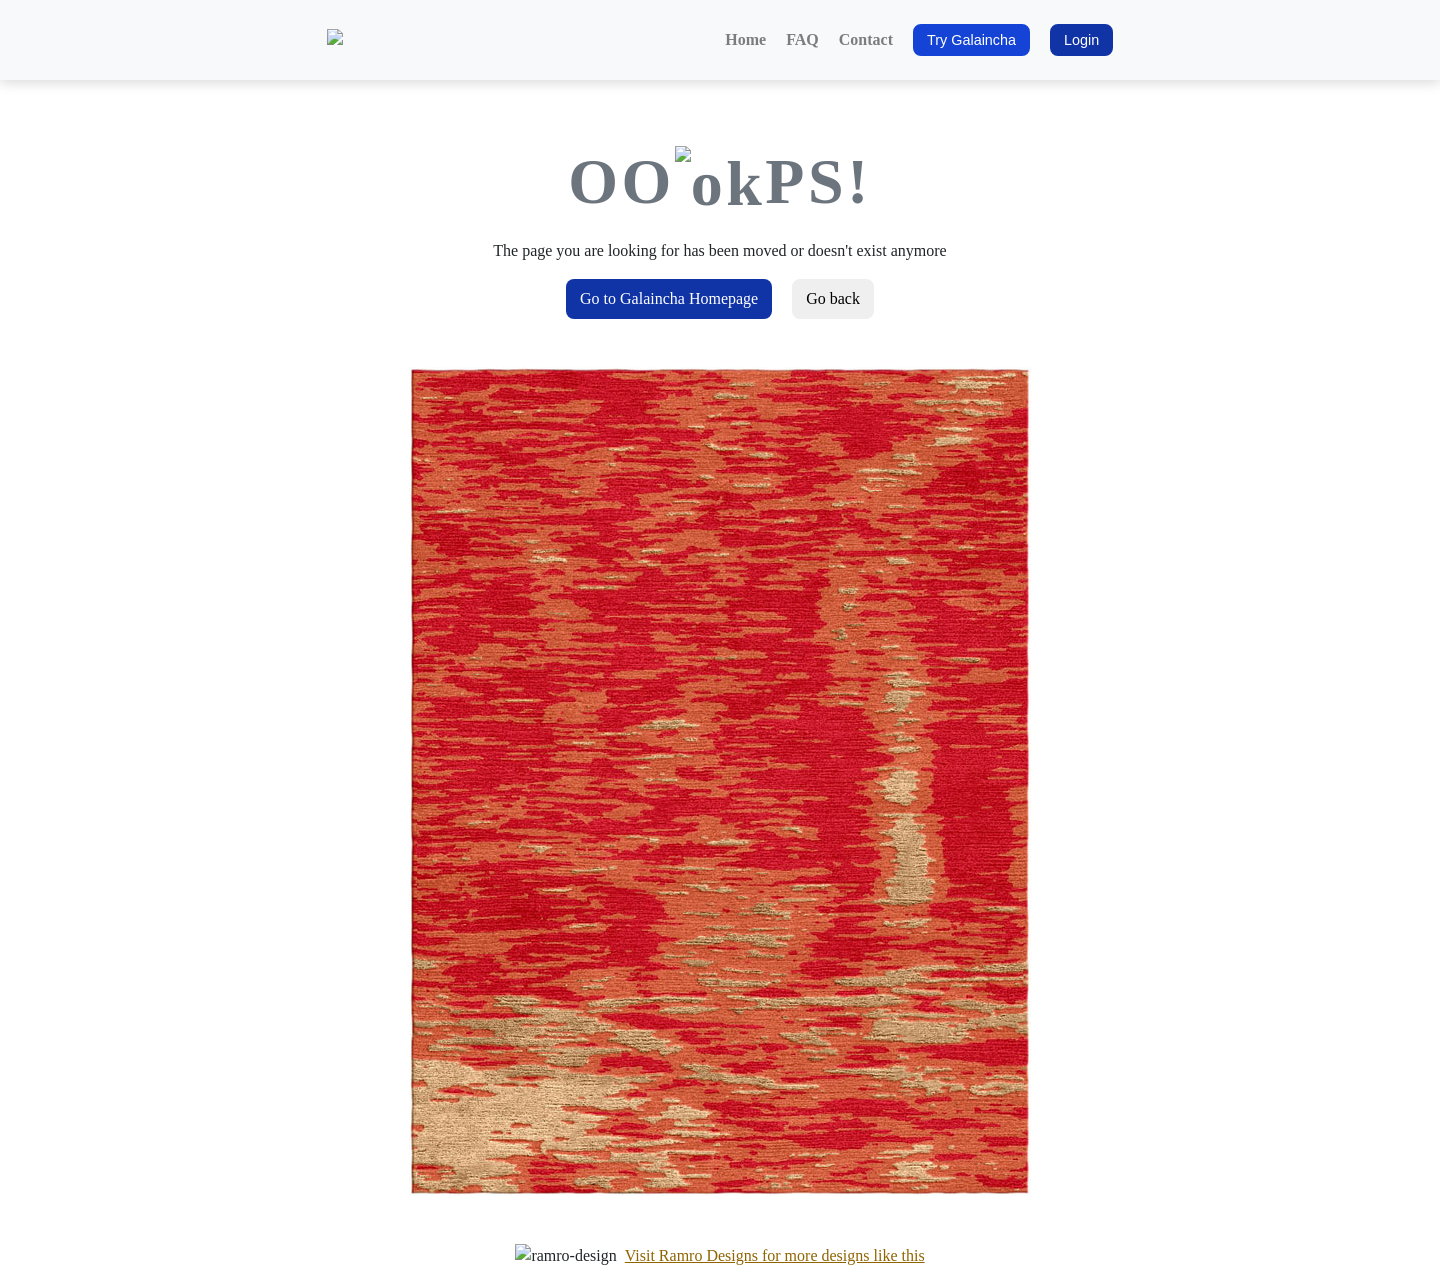 Home FAQ Contact Try Galaincha Login
OOokPS!
The page you are looking for has been moved or doesn't exist anymore
Go to Galaincha Homepage Go back
ramro-design Visit Ramro Designs for more designs like this